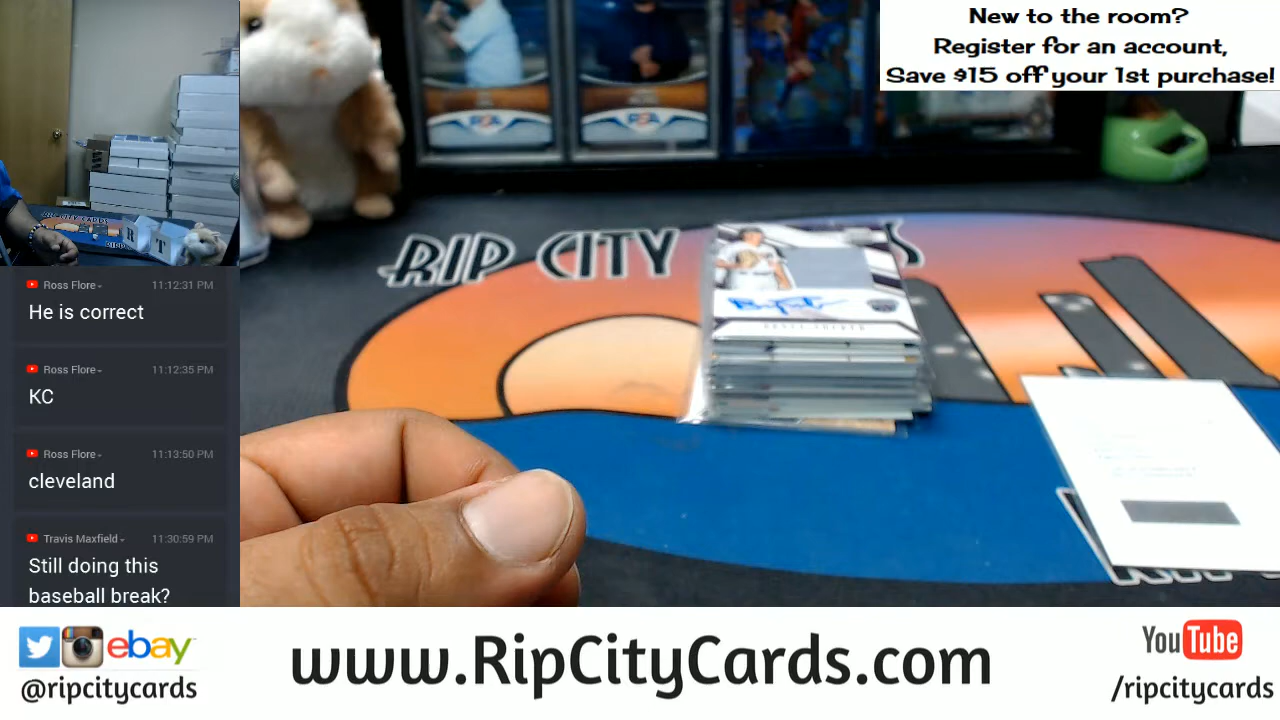 New to the room?
Register for an account,
Save $15 off your 1st purchase!
RIP CITY
R T
Ross Flore 11:12:31 PM
He is correct
Ross Flore 11:12:35 PM
KC
Ross Flore 11:13:50 PM
cleveland
Travis Maxfield 11:30:59 PM
Still doing this
baseball break?
ebay
@ripcitycards
www.RipCityCards.com
YouTube
/ripcitycards